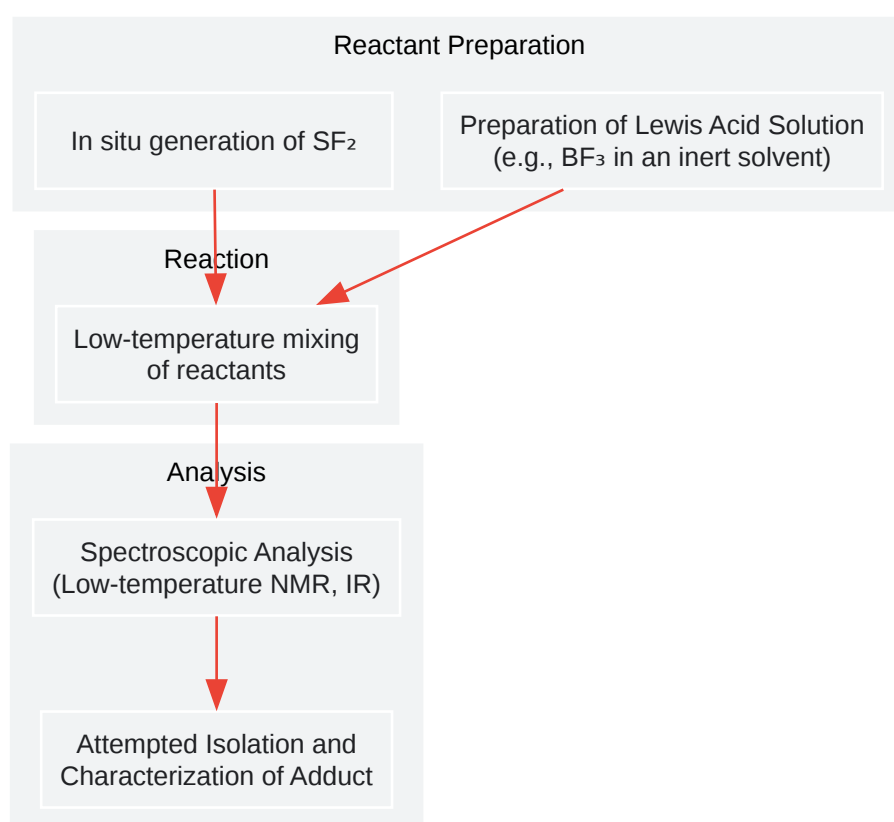 Reactant Preparation
In situ generation of SF₂
Preparation of Lewis Acid Solution
(e.g., BF₃ in an inert solvent)
Reaction
Low-temperature mixing
of reactants
Analysis
Spectroscopic Analysis
(Low-temperature NMR, IR)
Attempted Isolation and
Characterization of Adduct